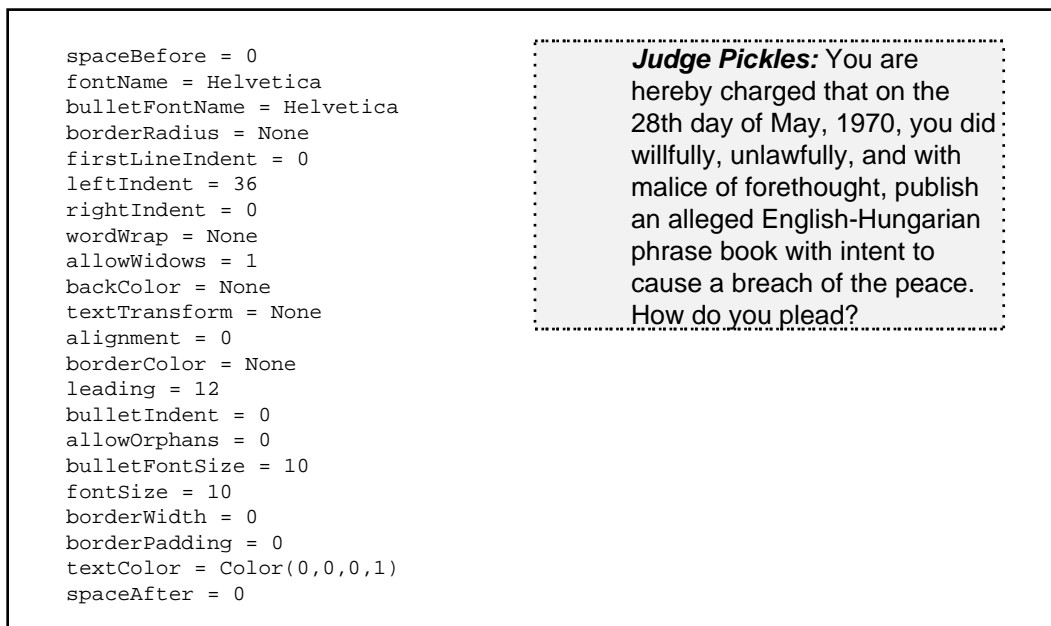 spaceBefore = 0
fontName = Helvetica
bulletFontName = Helvetica
borderRadius = None
firstLineIndent = 0
leftIndent = 36
rightIndent = 0
wordWrap = None
allowWidows = 1
backColor = None
textTransform = None
alignment = 0
borderColor = None
leading = 12
bulletIndent = 0
allowOrphans = 0
bulletFontSize = 10
fontSize = 10
borderWidth = 0
borderPadding = 0
textColor = Color(0,0,0,1)
spaceAfter = 0
Judge Pickles: You are
hereby charged that on the
28th day of May, 1970, you did
willfully, unlawfully, and with
malice of forethought, publish
an alleged English-Hungarian
phrase book with intent to
cause a breach of the peace.
How do you plead?